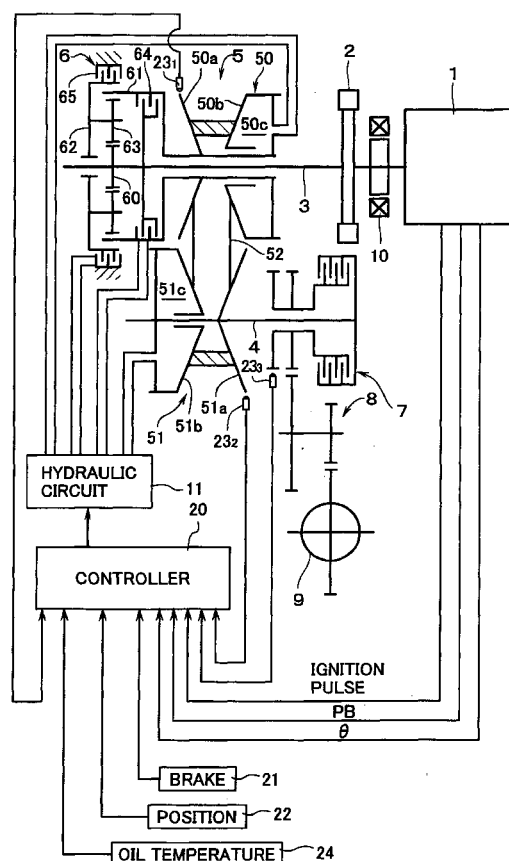 2
1
64
5
50
6
61
23₁
50a
65
50b
50c
62
63
60
3
10
52
51c
4
23₃
7
8
51
51b
51a
23₂
HYDRAULIC
CIRCUIT
11
20
CONTROLLER
9
IGNITION
PULSE
PB
θ
BRAKE
21
POSITION
22
OIL TEMPERATURE
24